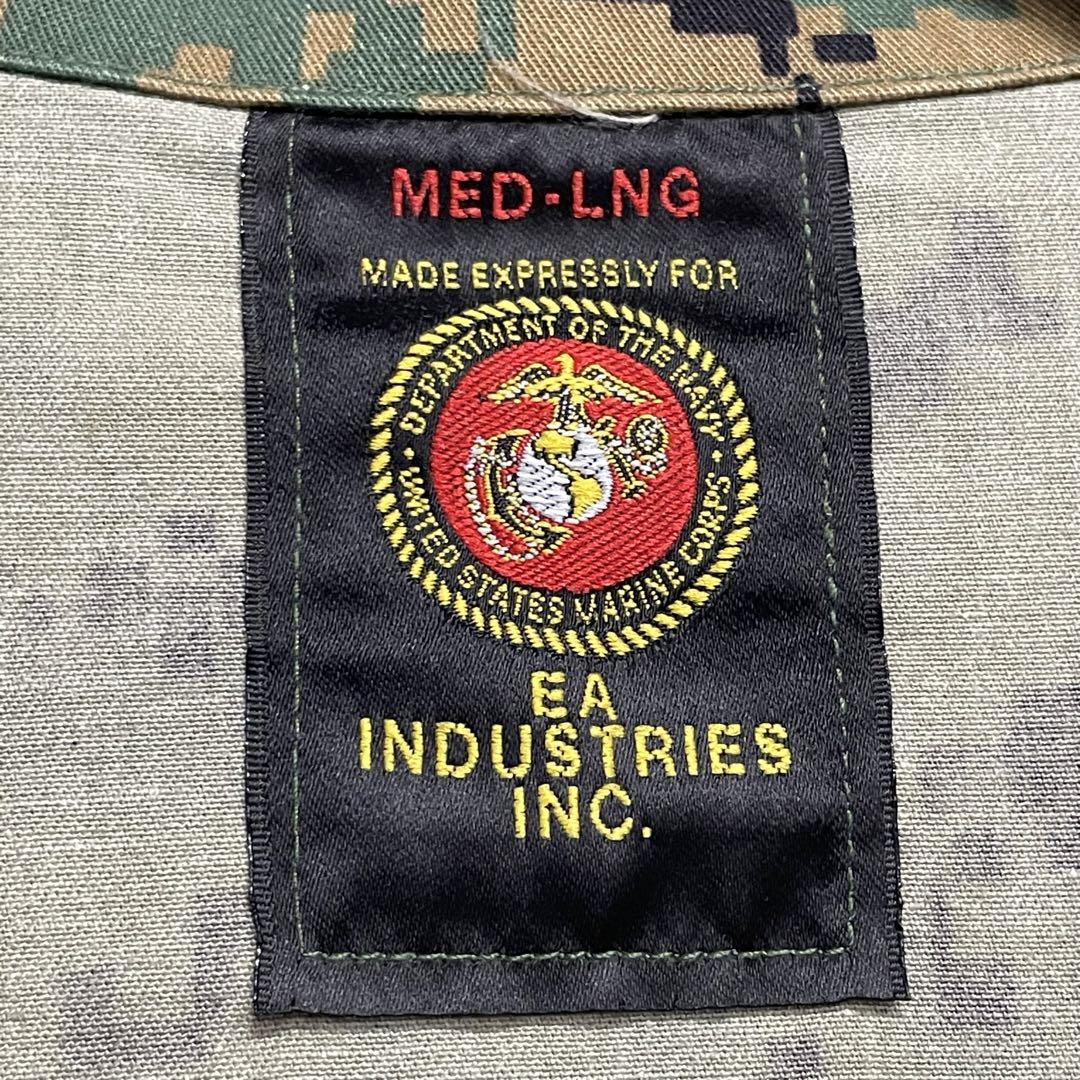 MED-LNG
MADE EXPRESSLY FOR
DEPARTMENT OF THE NAVY
UNITED STATES MARINE CORPS
EA
INDUSTRIES
INC.